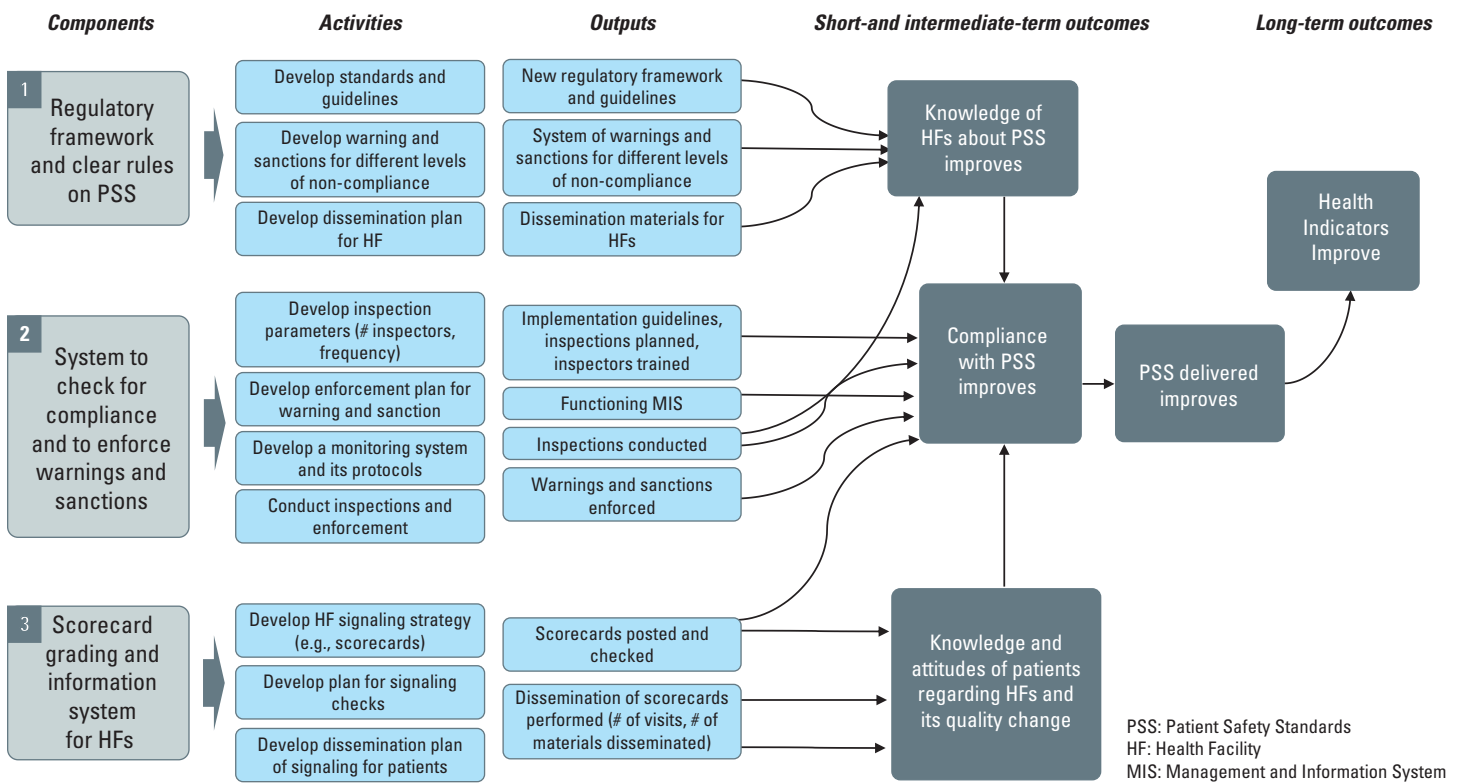 Components
Activities
Outputs
Short-and intermediate-term outcomes
Long-term outcomes
1
Regulatory
framework
and clear rules
on PSS
Develop standards and
guidelines
Develop warning and
sanctions for different levels
of non-compliance
Develop dissemination plan
for HF
New regulatory framework
and guidelines
System of warnings and
sanctions for different levels
of non-compliance
Dissemination materials for
HFs
Knowledge of
HFs about PSS
improves
Health
Indicators
Improve
2
System to
check for
compliance
and to enforce
warnings and
sanctions
Develop inspection
parameters (# inspectors,
frequency)
Develop enforcement plan for
warning and sanction
Develop a monitoring system
and its protocols
Conduct inspections and
enforcement
Implementation guidelines,
inspections planned,
inspectors trained
Functioning MIS
Inspections conducted
Warnings and sanctions
enforced
Compliance
with PSS
improves
PSS delivered
improves
3
Scorecard
grading and
information
system
for HFs
Develop HF signaling strategy
(e.g., scorecards)
Develop plan for signaling
checks
Develop dissemination plan
of signaling for patients
Scorecards posted and
checked
Dissemination of scorecards
performed (# of visits, # of
materials disseminated)
Knowledge and
attitudes of patients
regarding HFs and
its quality change
PSS: Patient Safety Standards
HF: Health Facility
MIS: Management and Information System